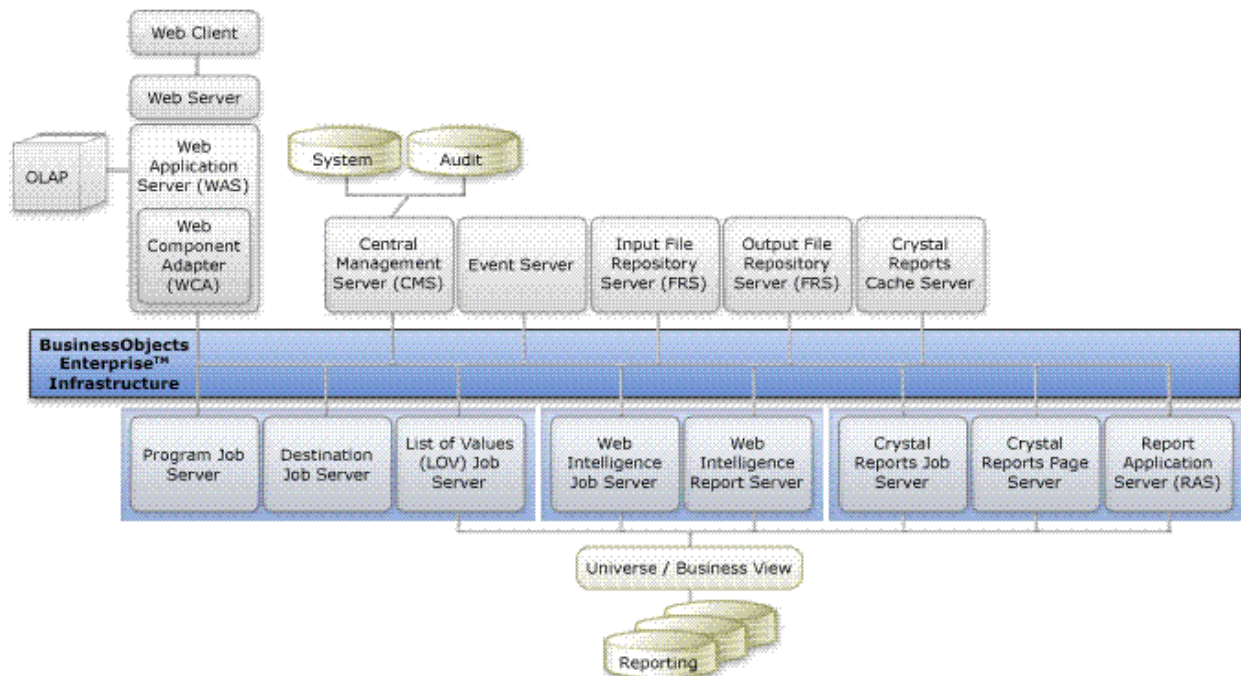 Web Client
Web Server
OLAP
Web
Application
Server (WAS)
Web
Component
Adapter
(WCA)
System
Audit
Central
Management
Server (CMS)
Event Server
Input File
Repository
Server (FRS)
Output File
Repository
Server (FRS)
Crystal
Reports
Cache Server
BusinessObjects
Enterprise™
Infrastructure
Program Job
Server
Destination
Job Server
List of Values
(LOV) Job
Server
Web
Intelligence
Job Server
Web
Intelligence
Report Server
Crystal
Reports Job
Server
Crystal
Reports Page
Server
Report
Application
Server (RAS)
Universe / Business View
Reporting